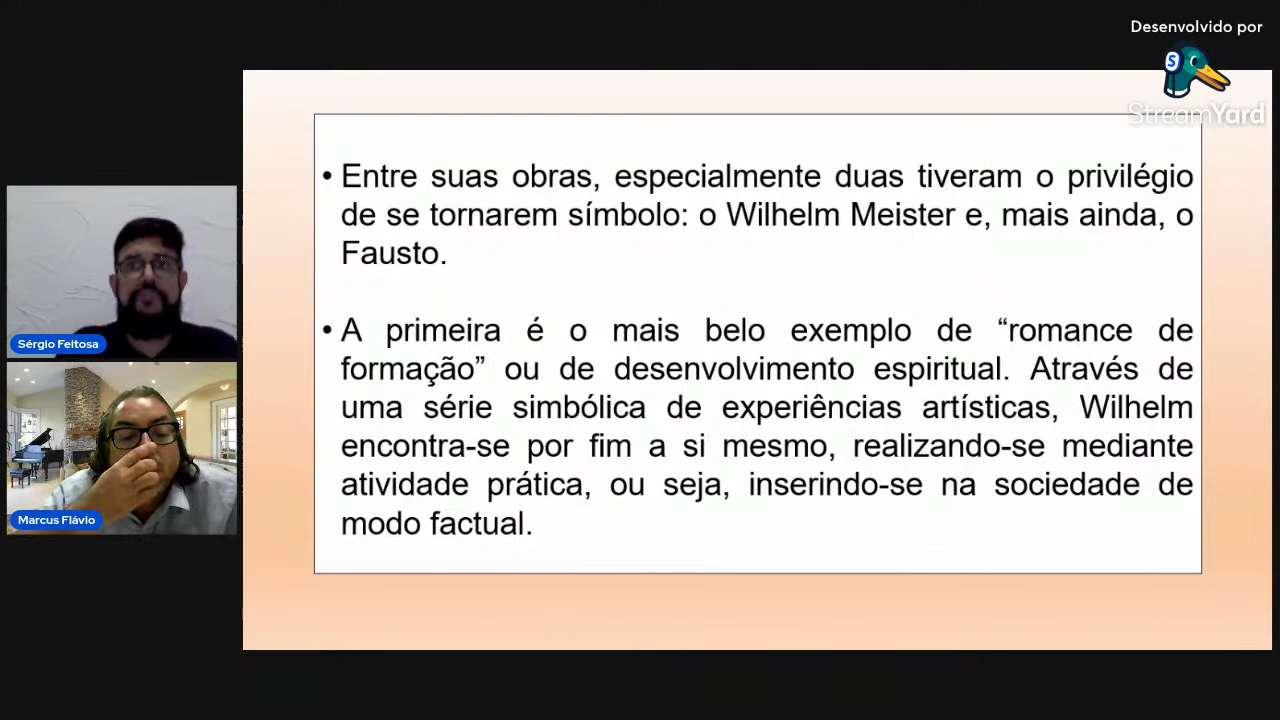 Desenvolvido por
StreamYard
• Entre suas obras, especialmente duas tiveram o privilégio
de se tornarem símbolo: o Wilhelm Meister e, mais ainda, o
Fausto.
• A primeira é o mais belo exemplo de “romance de
formação” ou de desenvolvimento espiritual. Através de
uma série simbólica de experiências artísticas, Wilhelm
encontra-se por fim a si mesmo, realizando-se mediante
atividade prática, ou seja, inserindo-se na sociedade de
modo factual.
Sérgio Feitosa
Marcus Flávio